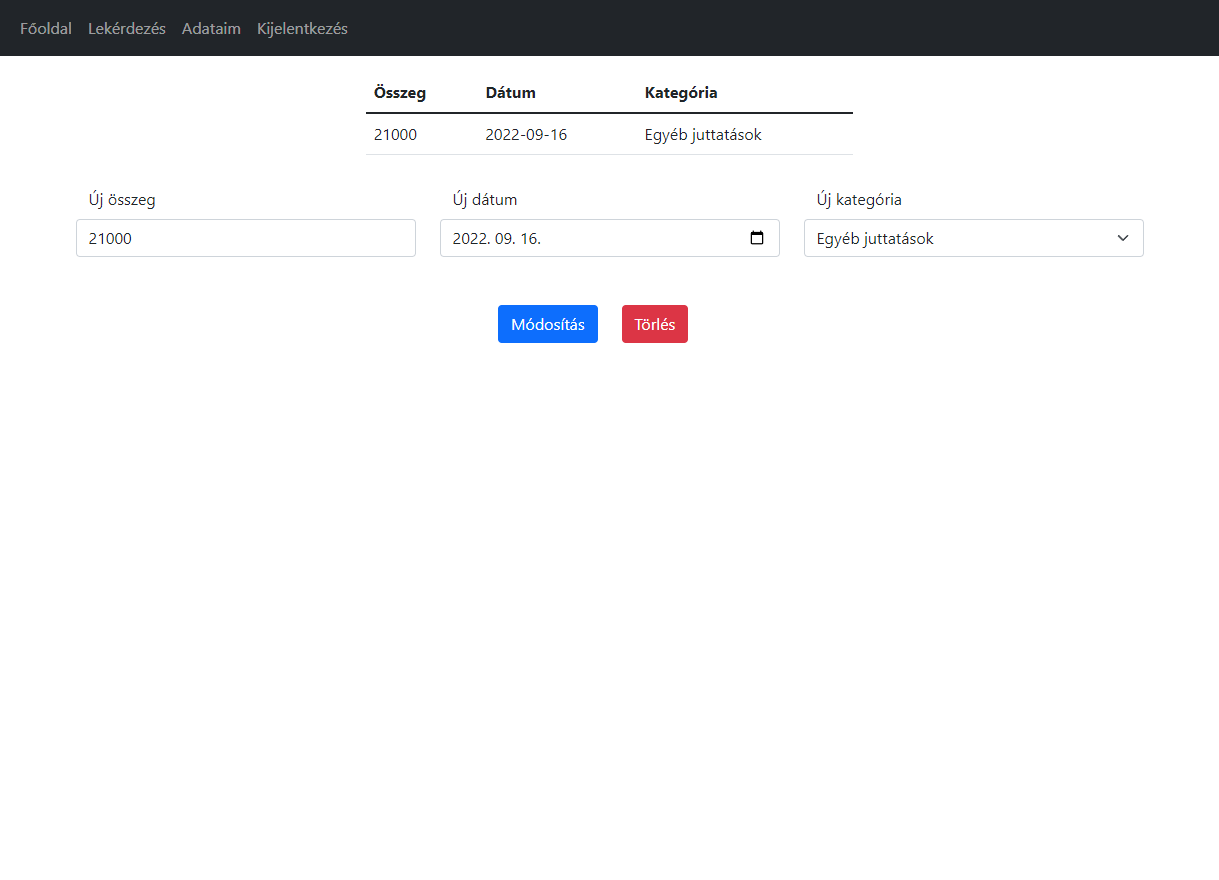 Főoldal Lekérdezés Adataim Kijelentkezés
Összeg Dátum Kategória
21000 2022-09-16 Egyéb juttatások
Új összeg Új dátum Új kategória
21000 2022. 09. 16. Egyéb juttatások
Módosítás Törlés